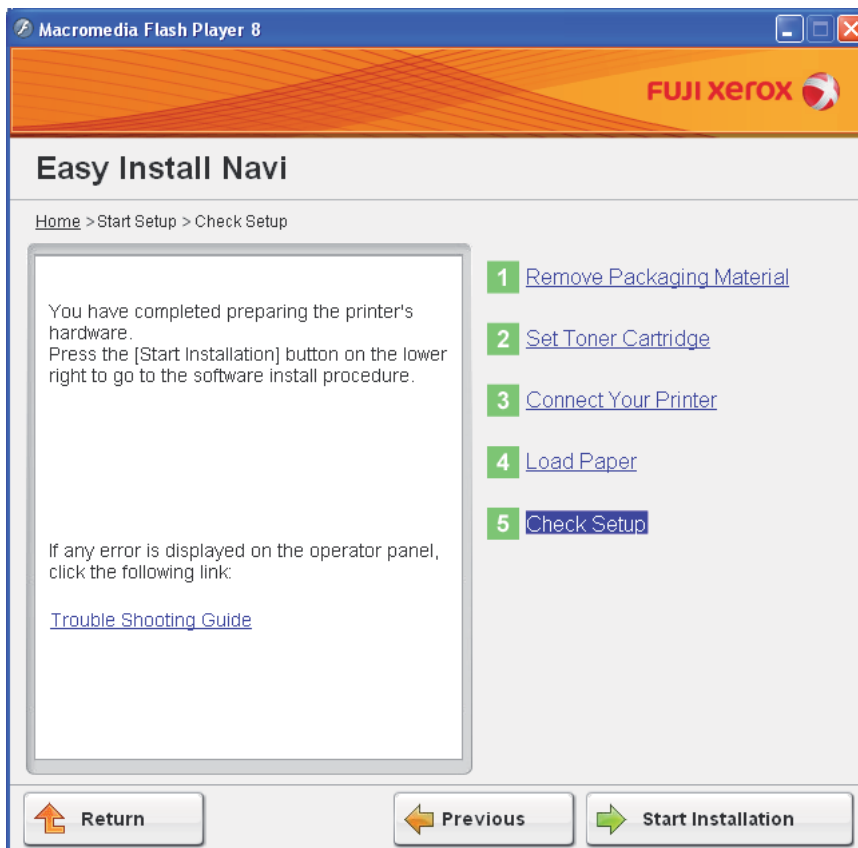 Macromedia Flash Player 8
FUJI xerox
Easy Install Navi
Home > Start Setup > Check Setup
You have completed preparing the printer's
hardware.
Press the [Start Installation] button on the lower
right to go to the software install procedure.
If any error is displayed on the operator panel,
click the following link:
Trouble Shooting Guide
1 Remove Packaging Material
2 Set Toner Cartridge
3 Connect Your Printer
4 Load Paper
5 Check Setup
Return
Previous
Start Installation